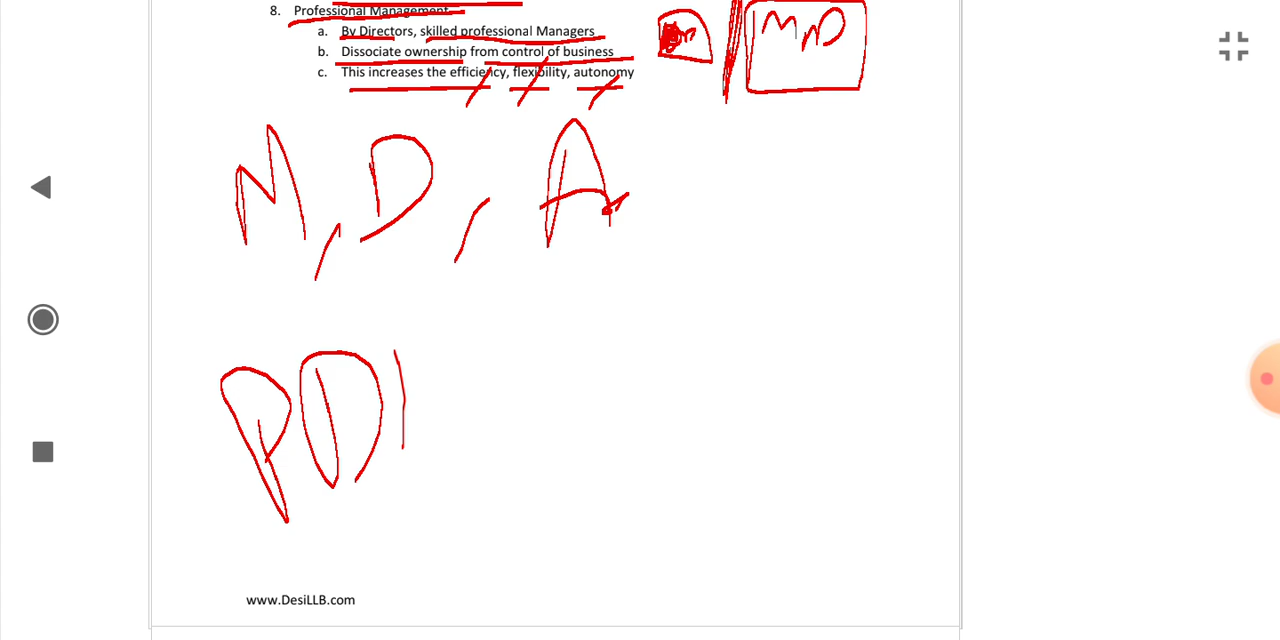 8. Professional Management
a. By Directors, skilled professional Managers
b. Dissociate ownership from control of business
c. This increases the efficiency, flexibility, autonomy
N, D, A
PDI
www.DesiLLB.com